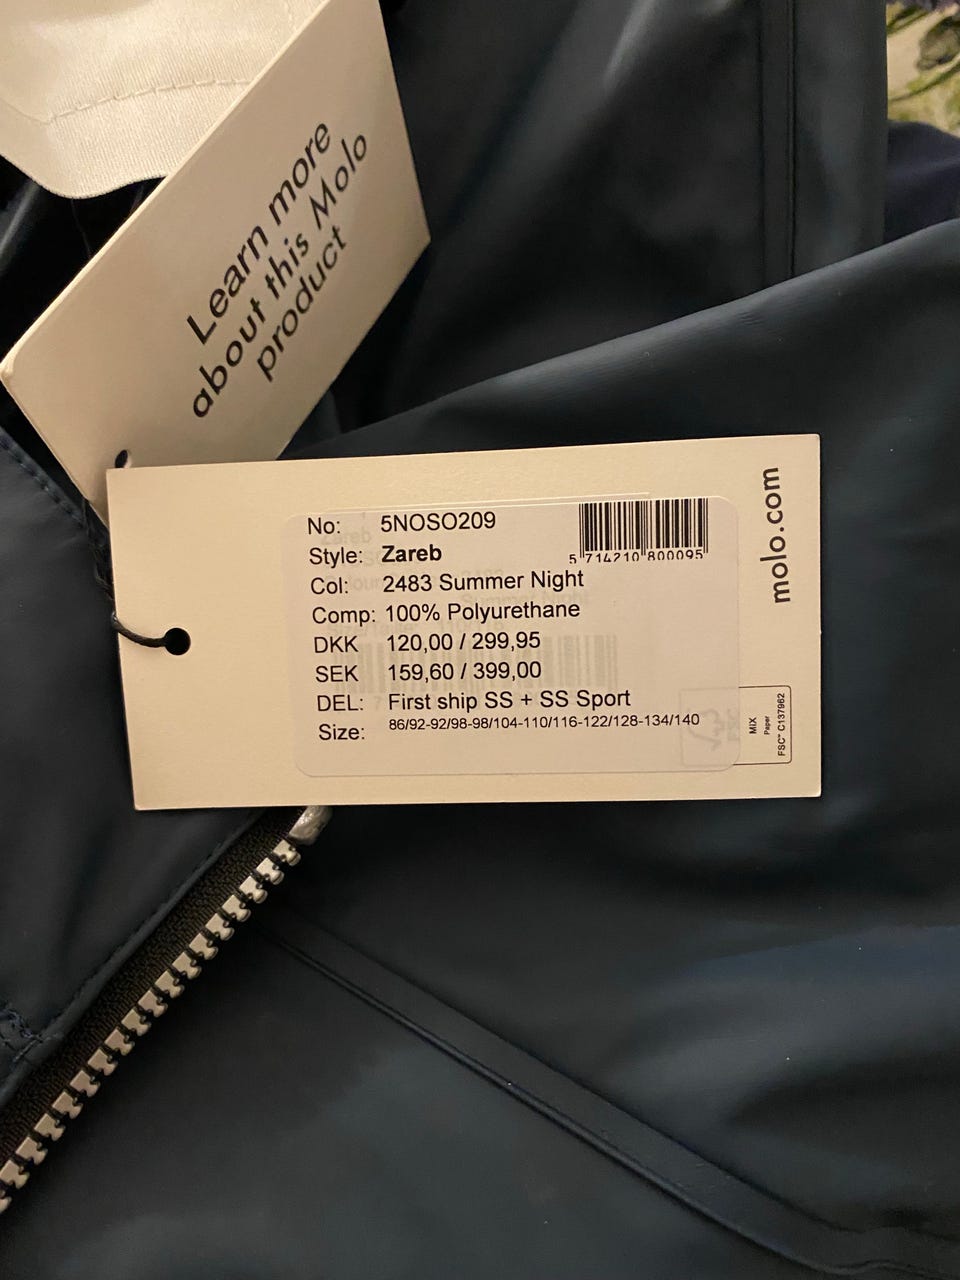 Learn more
about this Molo
product
No: 5NOSO209
Style: Zareb
Col: 2483 Summer Night
Comp: 100% Polyurethane
DKK 120,00 / 299,95
SEK 159,60 / 399,00
DEL: First ship SS + SS Sport
Size: 86/92-92/98-98/104-110/116-122/128-134/140
5 714210 800095
molo.com
MIX
Paper
FSC™ C137962